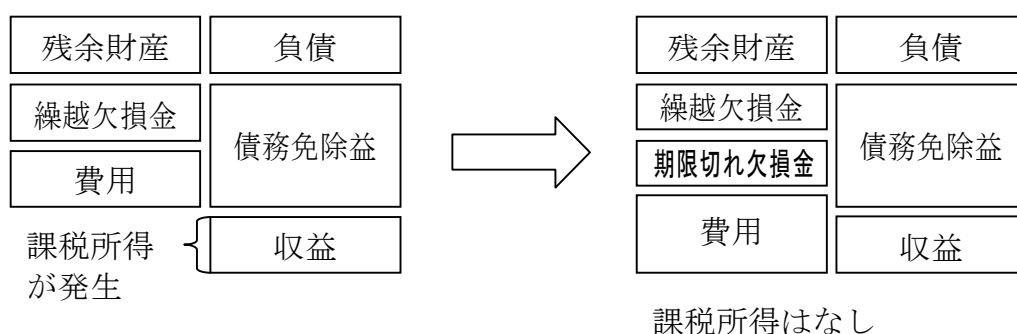 残余財産
負債
繰越欠損金
債務免除益
費用
課税所得
が発生
収益
残余財産
負債
繰越欠損金
期限切れ欠損金
債務免除益
費用
収益
課税所得はなし